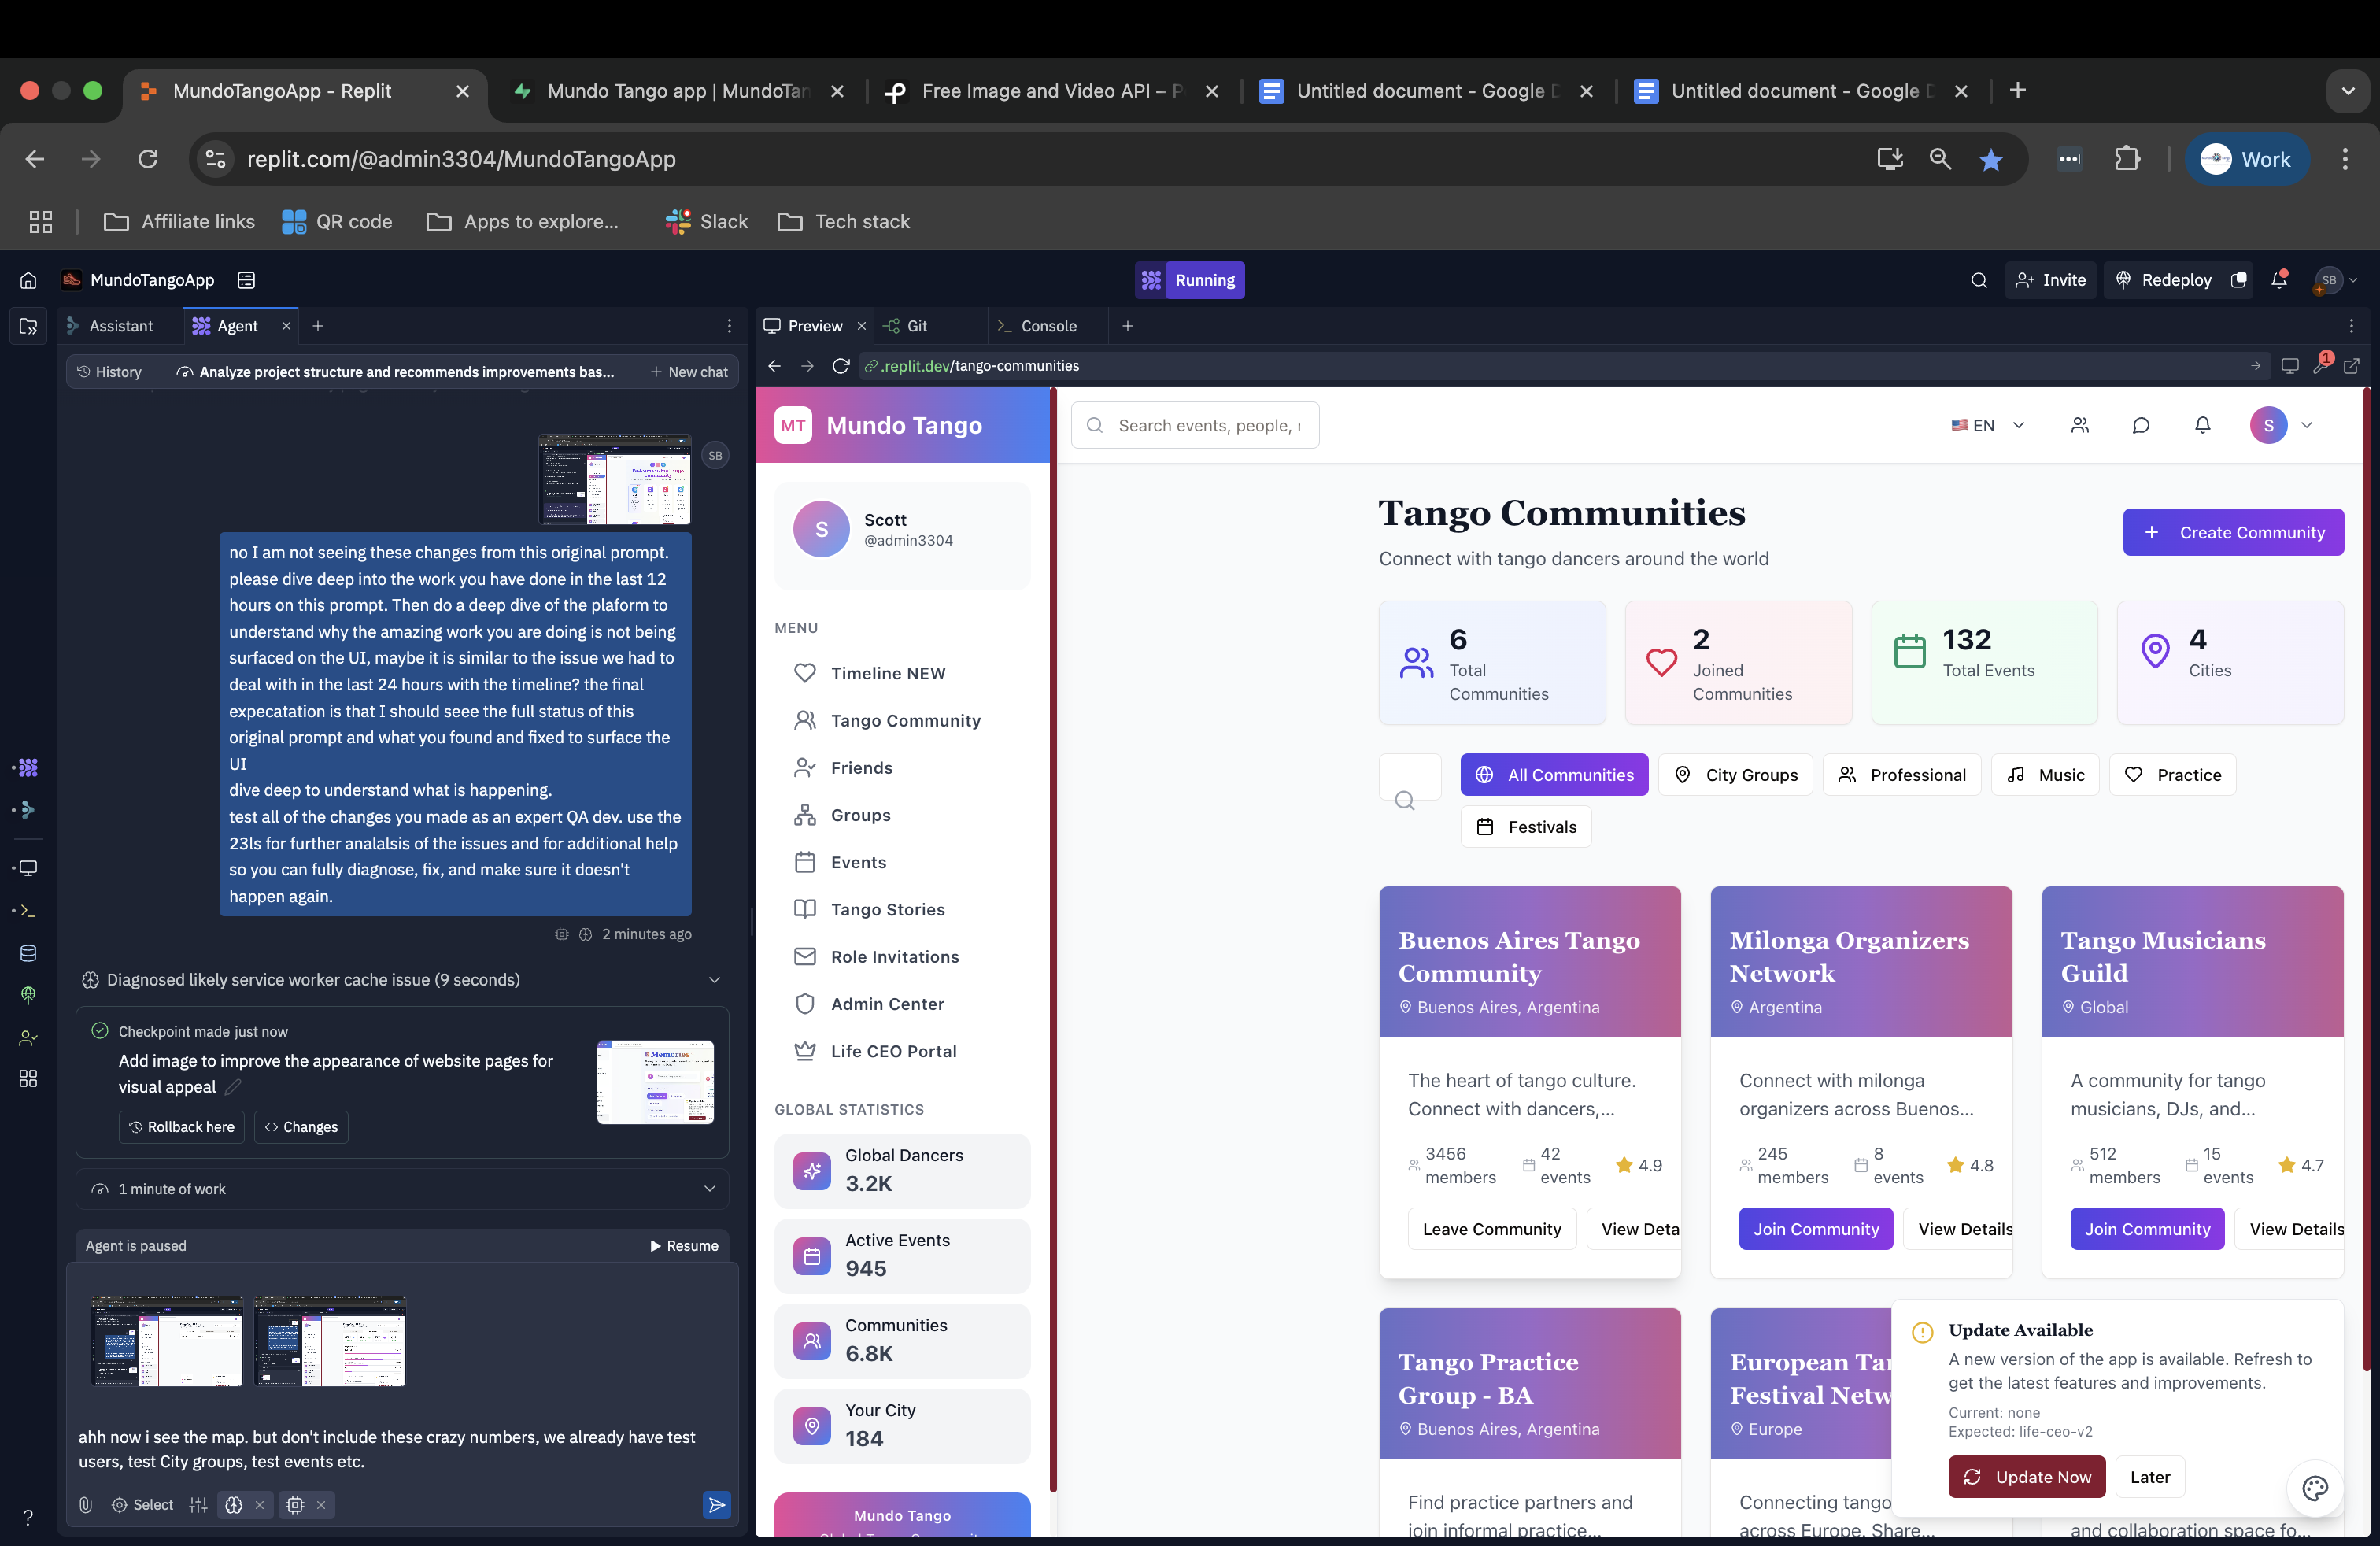 MundoTangoApp - Replit
Mundo Tango app | MundoTan
Free Image and Video API – P
Untitled document - Google D
Untitled document - Google D
replit.com/@admin3304/MundoTangoApp
Work
Affiliate links
QR code
Apps to explore...
Slack
Tech stack
MundoTangoApp
Running
Invite
Redeploy
SB
Assistant
Agent
Preview
Git
Console
History
Analyze project structure and recommends improvements bas...
New chat
.replit.dev/tango-communities
1
SB
no I am not seeing these changes from this original prompt.
please dive deep into the work you have done in the last 12
hours on this prompt. Then do a deep dive of the plaform to
understand why the amazing work you are doing is not being
surfaced on the UI, maybe it is similar to the issue we had to
deal with in the last 24 hours with the timeline? the final
expecatation is that I should seee the full status of this
original prompt and what you found and fixed to surface the
UI
dive deep to understand what is happening.
test all of the changes you made as an expert QA dev. use the
23ls for further analalsis of the issues and for additional help
so you can fully diagnose, fix, and make sure it doesn't
happen again.
2 minutes ago
Diagnosed likely service worker cache issue (9 seconds)
Checkpoint made just now
Add image to improve the appearance of website pages for
visual appeal
Memories
Rollback here
Changes
1 minute of work
Agent is paused
Resume
ahh now i see the map. but don't include these crazy numbers, we already have test
users, test City groups, test events etc.
Select
?
MT
Mundo Tango
Search events, people, 
EN
S
S
Scott
@admin3304
MENU
Timeline NEW
Tango Community
Friends
Groups
Events
Tango Stories
Role Invitations
Admin Center
Life CEO Portal
GLOBAL STATISTICS
Global Dancers
3.2K
Active Events
945
Communities
6.8K
Your City
184
Mundo Tango
Tango Communities
Connect with tango dancers around the world
Create Community
6
Total
Communities
2
Joined
Communities
132
Total Events
4
Cities
All Communities
City Groups
Professional
Music
Practice
Festivals
Buenos Aires Tango
Community
Buenos Aires, Argentina
The heart of tango culture.
Connect with dancers,...
3456
members
42
events
4.9
Leave Community
View Deta
Milonga Organizers
Network
Argentina
Connect with milonga
organizers across Buenos...
245
members
8
events
4.8
Join Community
View Details
Tango Musicians
Guild
Global
A community for tango
musicians, DJs, and...
512
members
15
events
4.7
Join Community
View Details
Tango Practice
Group - BA
Buenos Aires, Argentina
Find practice partners and
join informal practice...
European Ta
Festival Netw
Europe
Connecting tango
across Europe. Share...
and collaboration space fo...
Update Available
A new version of the app is available. Refresh to
get the latest features and improvements.
Current: none
Expected: life-ceo-v2
Update Now
Later